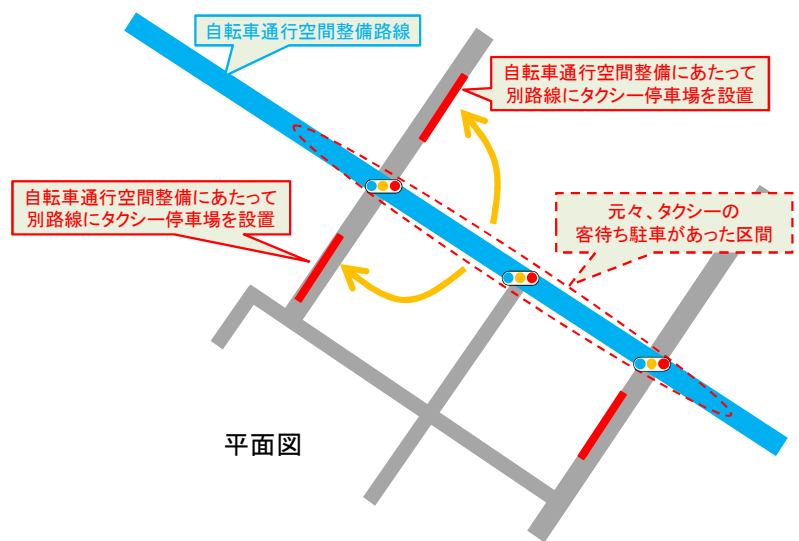 自転車通行空間整備路線
自転車通行空間整備にあたって
別路線にタクシー停車場を設置
自転車通行空間整備にあたって
別路線にタクシー停車場を設置
元々、タクシーの
客待ち駐車があった区間
平面図